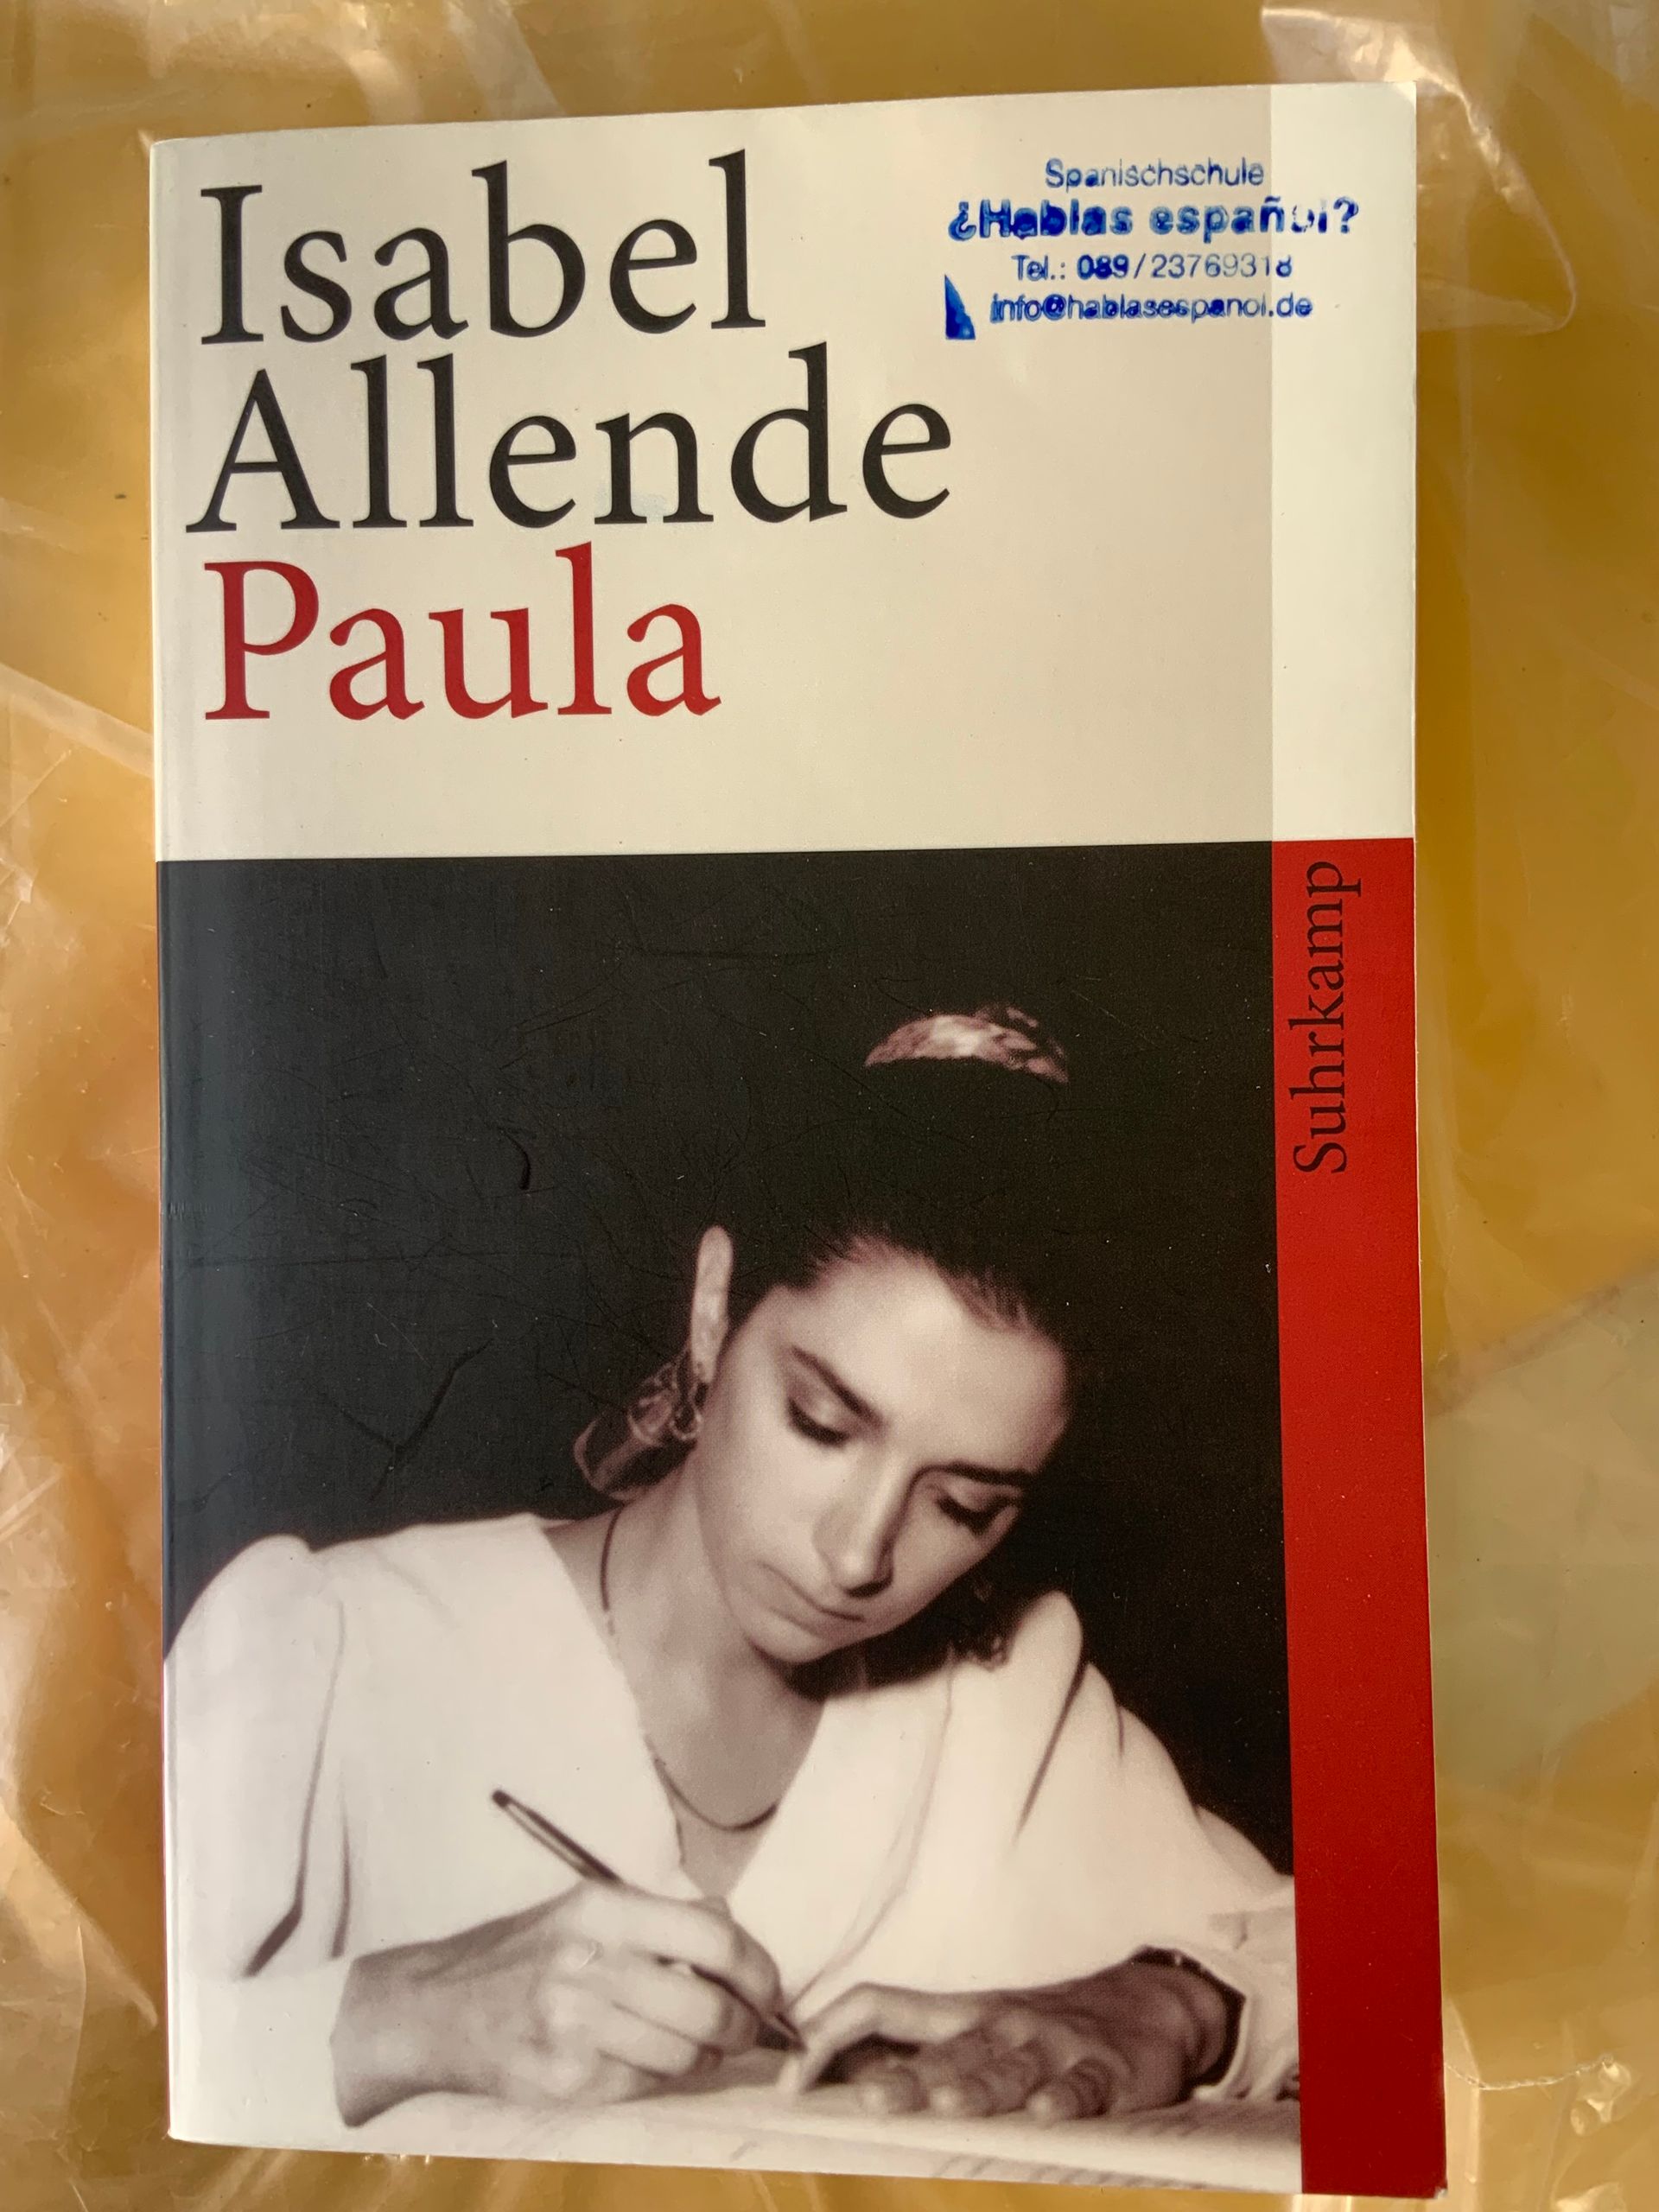 Isabel
Allende
Paula
Spanischschule
¿Hablas español?
Tel.: 089/23769318
info@hablasespanol.de
Suhrkamp